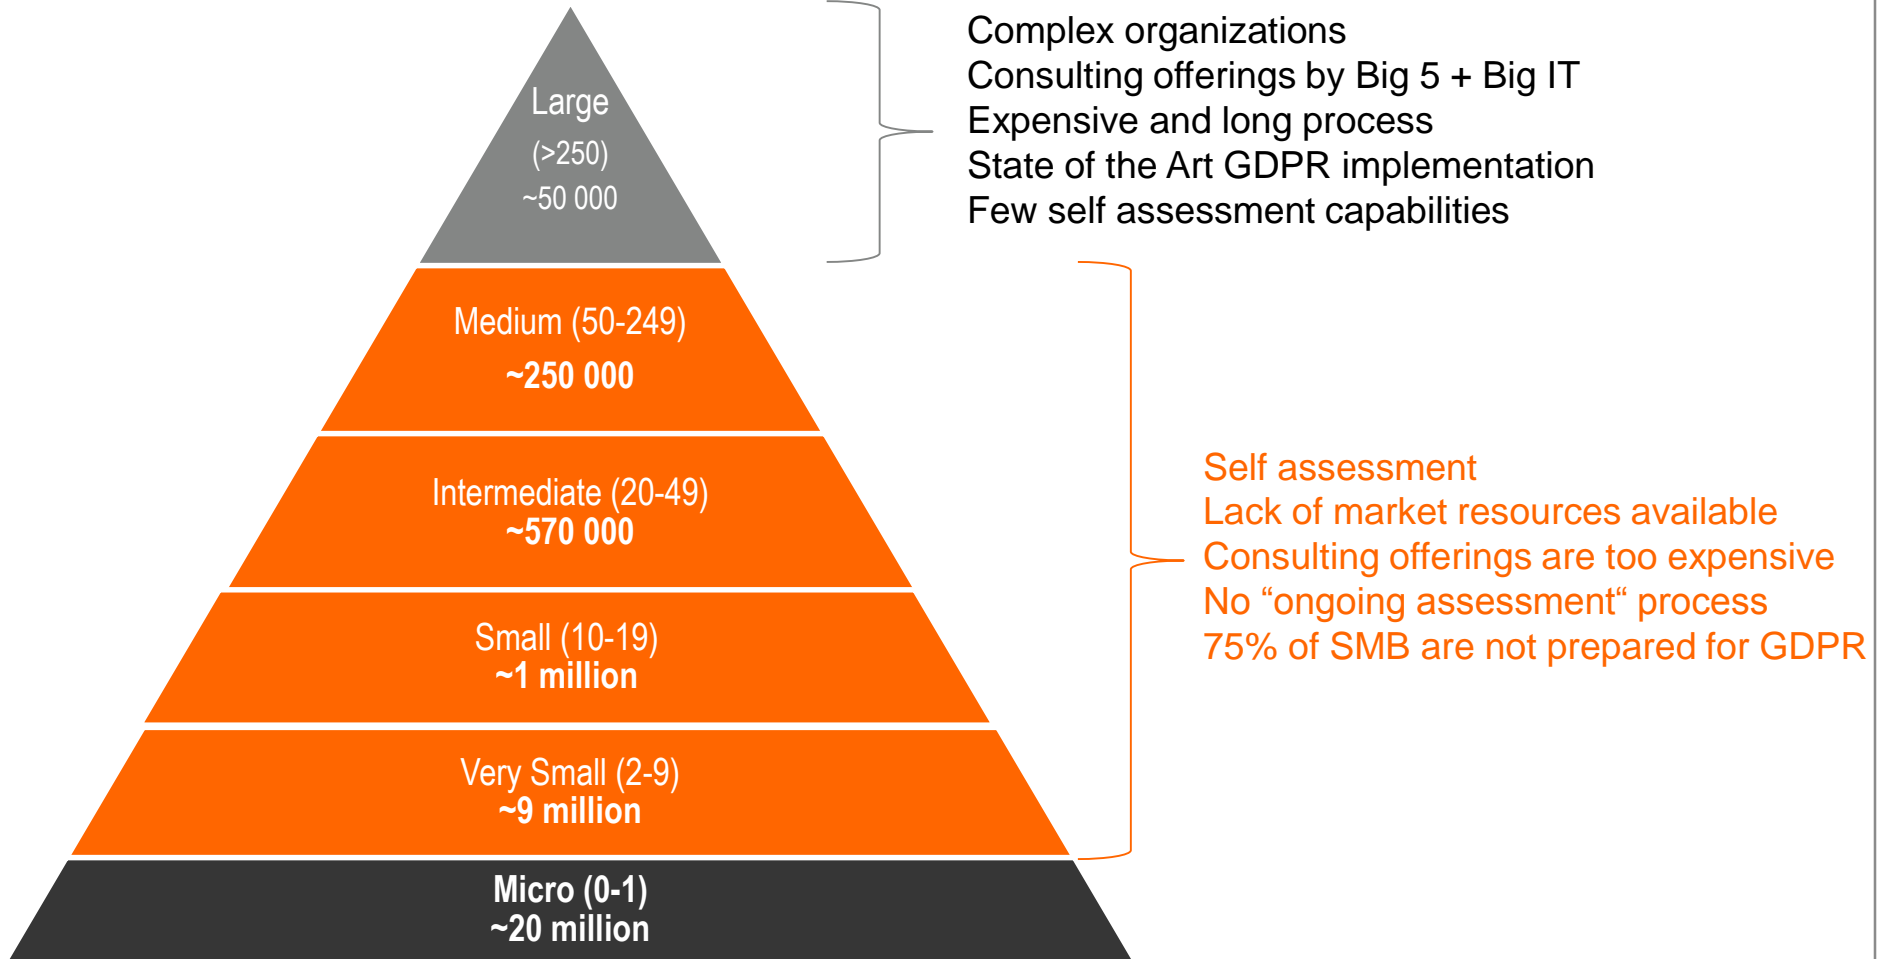 Large
(>250)
~50 000
Complex organizations
Consulting offerings by Big 5 + Big IT
Expensive and long process
State of the Art GDPR implementation
Few self assessment capabilities
Medium (50-249)
~250 000
Intermediate (20-49)
~570 000
Small (10-19)
~1 million
Very Small (2-9)
~9 million
Self assessment
Lack of market resources available
Consulting offerings are too expensive
No “ongoing assessment“ process
75% of SMB are not prepared for GDPR
Micro (0-1)
~20 million